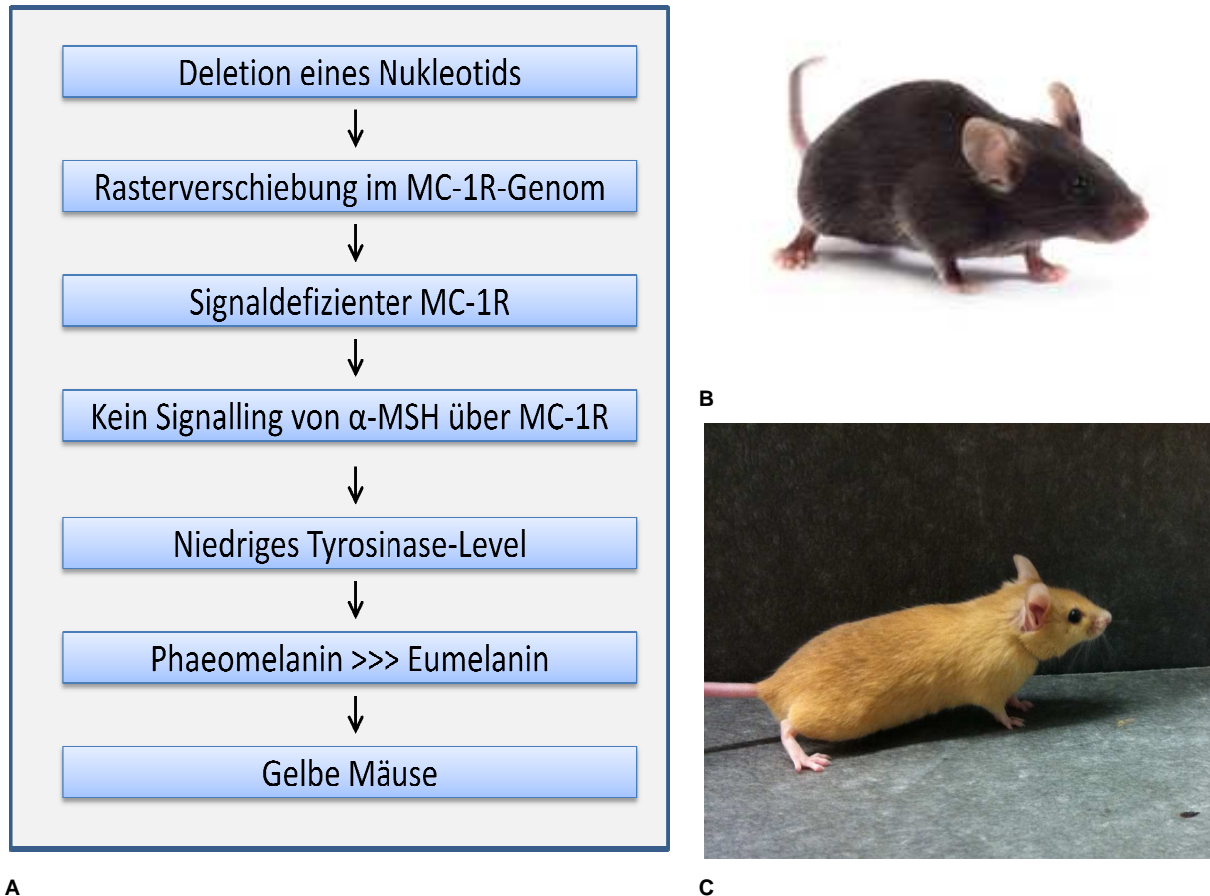 Deletion eines Nukleotids
Rasterverschiebung im MC-1R-Genom
Signaldefizienter MC-1R
Kein Signalling von α-MSH über MC-1R
Niedriges Tyrosinase-Level
Phaeomelanin >>> Eumelanin
Gelbe Mäuse
A
B
C